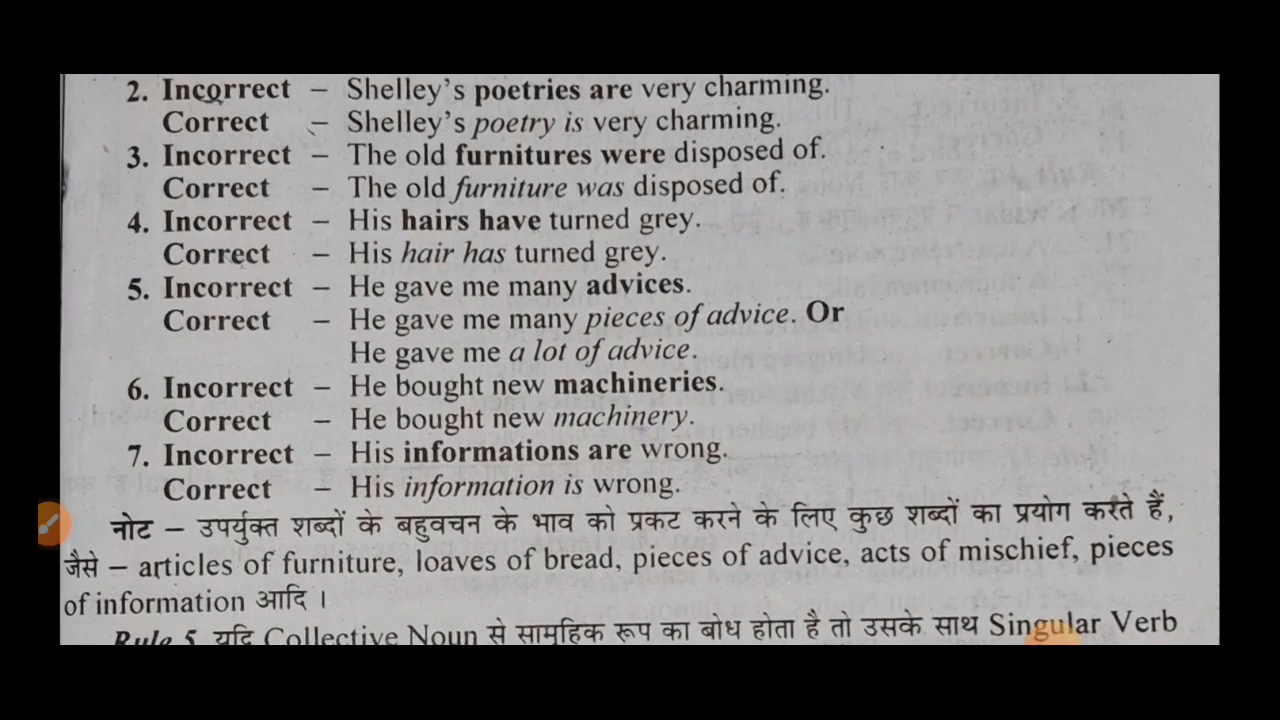 2. Incorrect – Shelley's poetries are very charming.
Correct – Shelley's poetry is very charming.
3. Incorrect – The old furnitures were disposed of.
Correct – The old furniture was disposed of.
4. Incorrect – His hairs have turned grey.
Correct – His hair has turned grey.
5. Incorrect – He gave me many advices.
Correct – He gave me many pieces of advice. Or
He gave me a lot of advice.
6. Incorrect – He bought new machineries.
Correct – He bought new machinery.
7. Incorrect – His informations are wrong.
Correct – His information is wrong.
नोट – उपर्युक्त शब्दों के बहुवचन के भाव को प्रकट करने के लिए कुछ शब्दों का प्रयोग करते हैं,
जैसे – articles of furniture, loaves of bread, pieces of advice, acts of mischief, pieces
of information आदि ।
Rule 5. यदि Collective Noun से सामूहिक रूप का बोध होता है तो उसके साथ Singular Verb